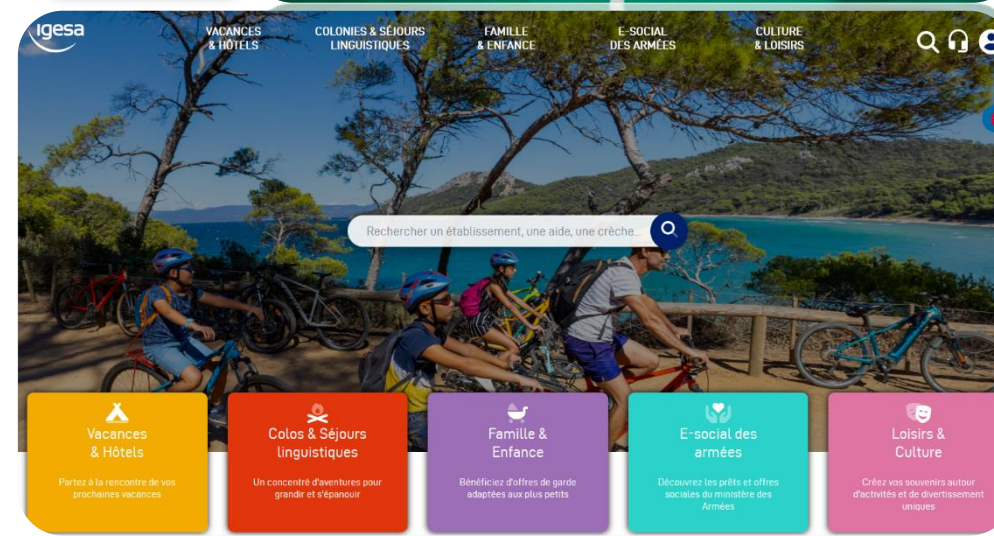 igesa
VACANCES
& HÔTELS
COLONIES & SÉJOURS
LINGUISTIQUES
FAMILLE
& ENFANCE
E-SOCIAL
DES ARMÉES
CULTURE
& LOISIRS
Rechercher un établissement, une aide, une crèche...
Vacances
& Hôtels
Partez à la rencontre de vos
prochaines vacances
Colos & Séjours
linguistiques
Un concentré d'aventures pour
grandir et s'épanouir
Famille &
Enfance
Bénéficiez d'offres de garde
adaptées aux plus petits
E-social des
armées
Découvrez les prêts et offres
sociales du ministère des
Armées
Loisirs &
Culture
Créez vos souvenirs autour
d'activités et de divertissement
uniques